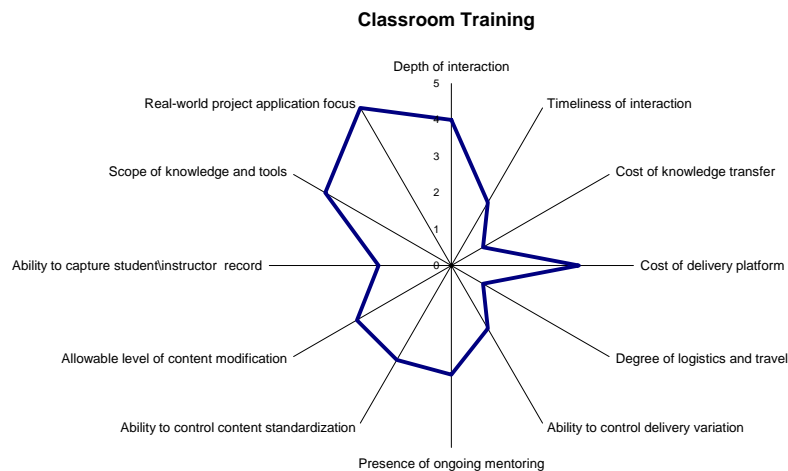 Classroom Training
Depth of interaction
5
Real-world project application focus
Timeliness of interaction
4
3
Scope of knowledge and tools
Cost of knowledge transfer
2
1
Ability to capture student\instructor record
0
Cost of delivery platform
Allowable level of content modification
Degree of logistics and travel
Ability to control content standardization
Ability to control delivery variation
Presence of ongoing mentoring